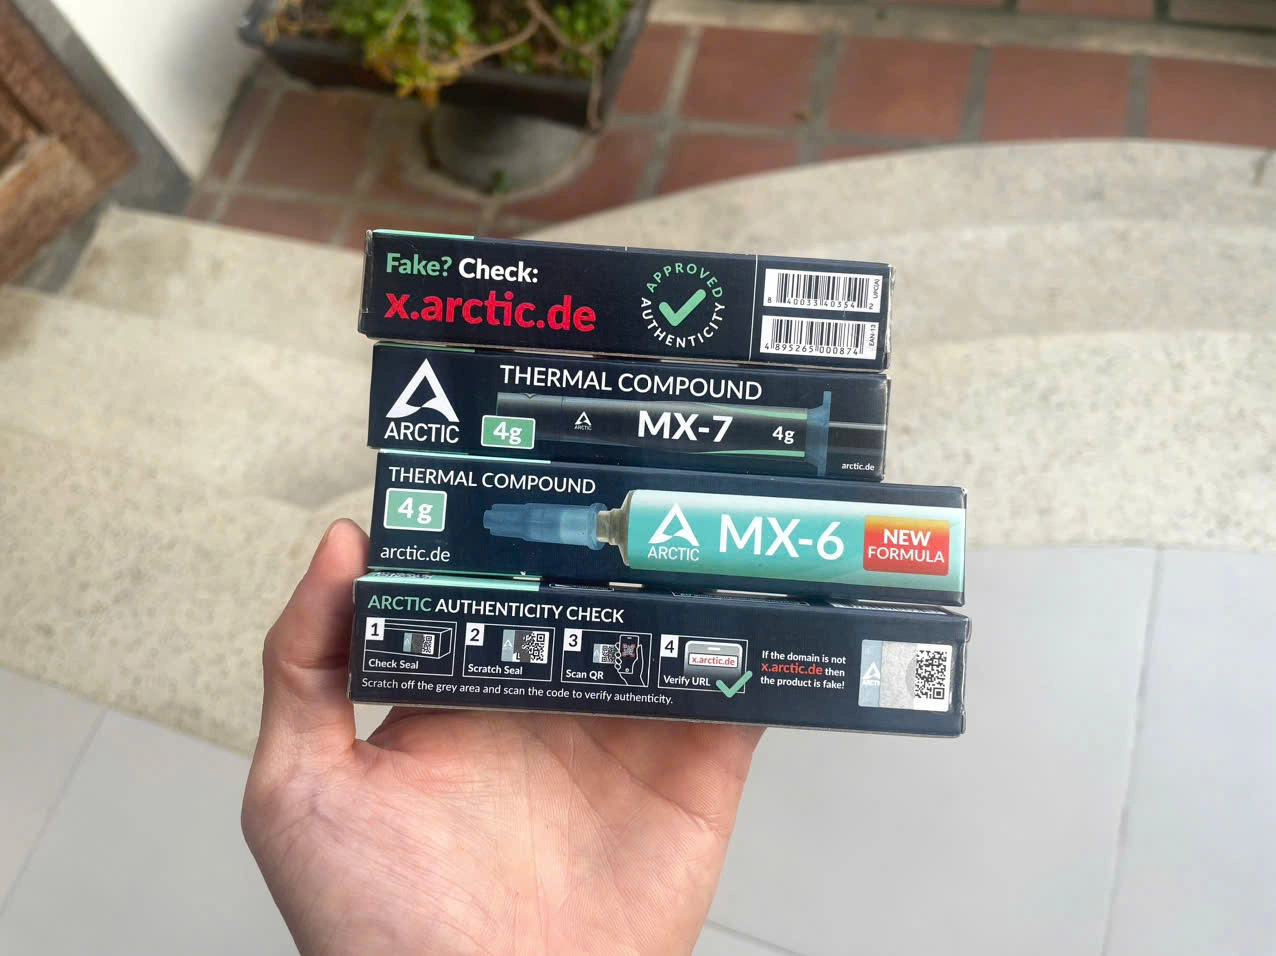 Fake? Check:
x.arctic.de
APPROVED
AUTHENTICITY
8 40033 40354 2
UPC(A)
4 895265 000874
EAN-13
ARCTIC
THERMAL COMPOUND
4g
ARCTIC
MX-7
4g
arctic.de
THERMAL COMPOUND
4g
arctic.de
ARCTIC
MX-6
NEW
FORMULA
ARCTIC AUTHENTICITY CHECK
1
Check Seal
2
Scratch Seal
3
Scan QR
4
x.arctic.de
Verify URL
Scratch off the grey area and scan the code to verify authenticity.
If the domain is not
x.arctic.de then
the product is fake!